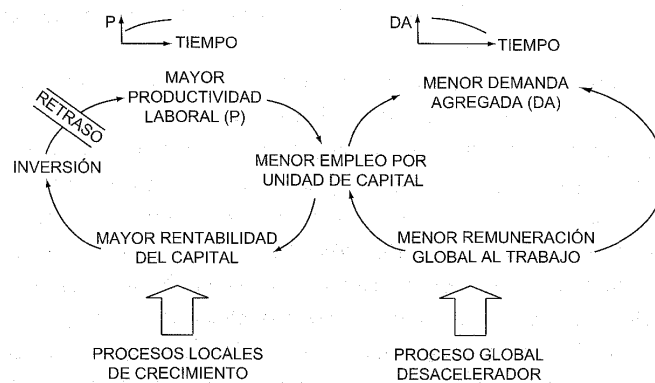 P
TIEMPO
DA
TIEMPO
MAYOR
PRODUCTIVIDAD
LABORAL (P)
MENOR DEMANDA
AGREGADA (DA)
RETRASO
INVERSIÓN
MENOR EMPLEO POR
UNIDAD DE CAPITAL
MAYOR RENTABILIDAD
DEL CAPITAL
MENOR REMUNERACIÓN
GLOBAL AL TRABAJO
PROCESOS LOCALES
DE CRECIMIENTO
PROCESO GLOBAL
DESACELERADOR